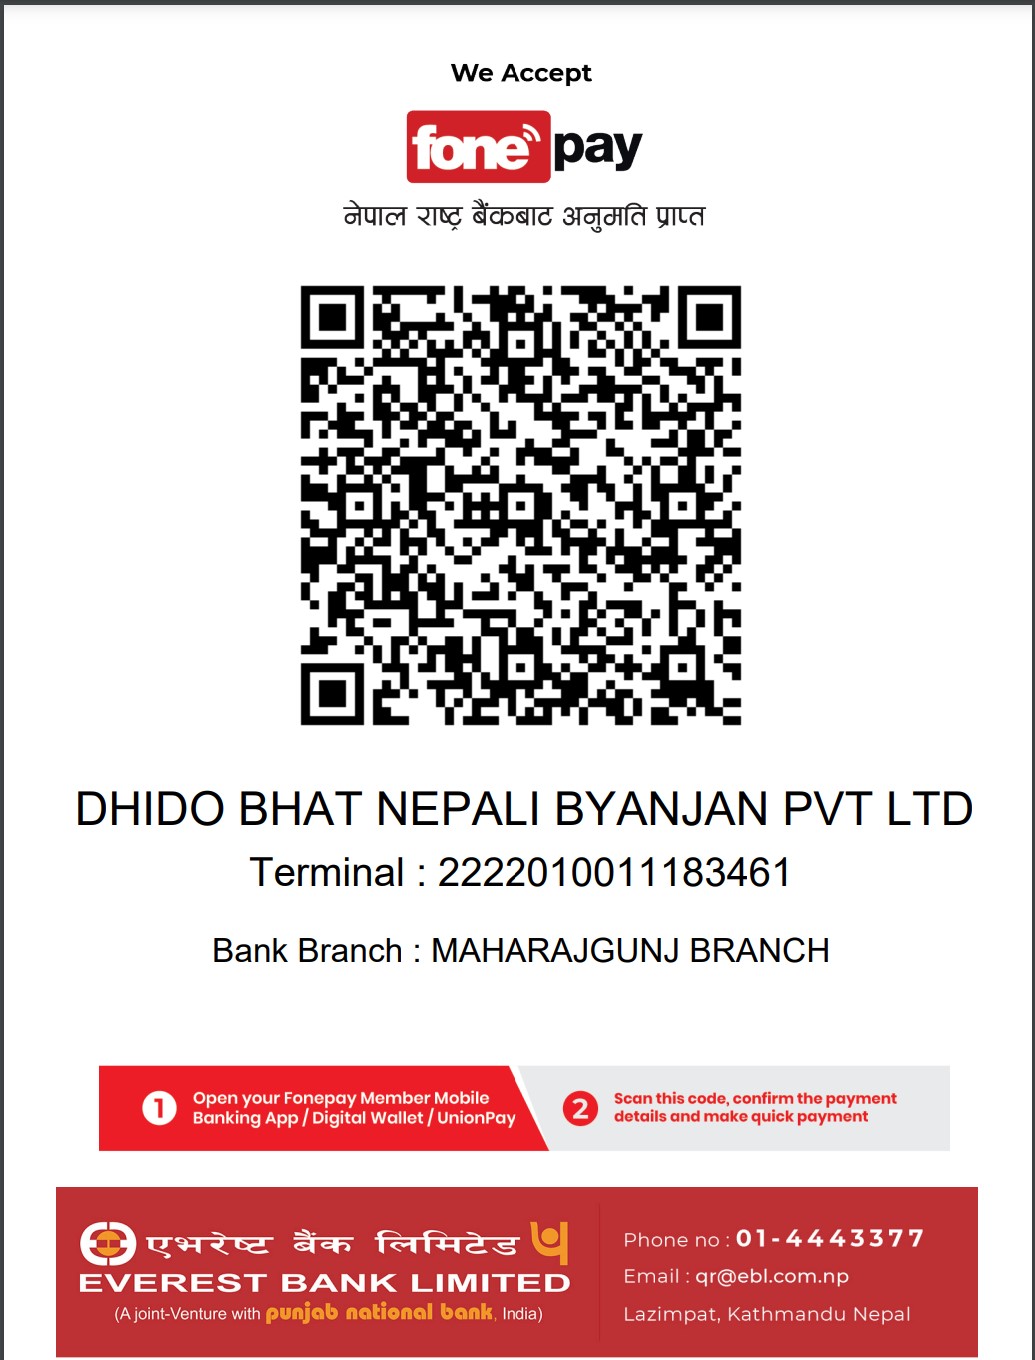 We Accept
fonepay
नेपाल राष्ट्र बैंकबाट अनुमति प्राप्त
DHIDO BHAT NEPALI BYANJAN PVT LTD
Terminal : 2222010011183461
Bank Branch : MAHARAJGUNJ BRANCH
1 Open your Fonepay Member Mobile
Banking App / Digital Wallet / UnionPay
2 Scan this code, confirm the payment
details and make quick payment
एभरेष्ट बैंक लिमिटेड
EVEREST BANK LIMITED
(A joint-Venture with punjab national bank, India)
Phone no : 01-4443377
Email : qr@ebl.com.np
Lazimpat, Kathmandu Nepal